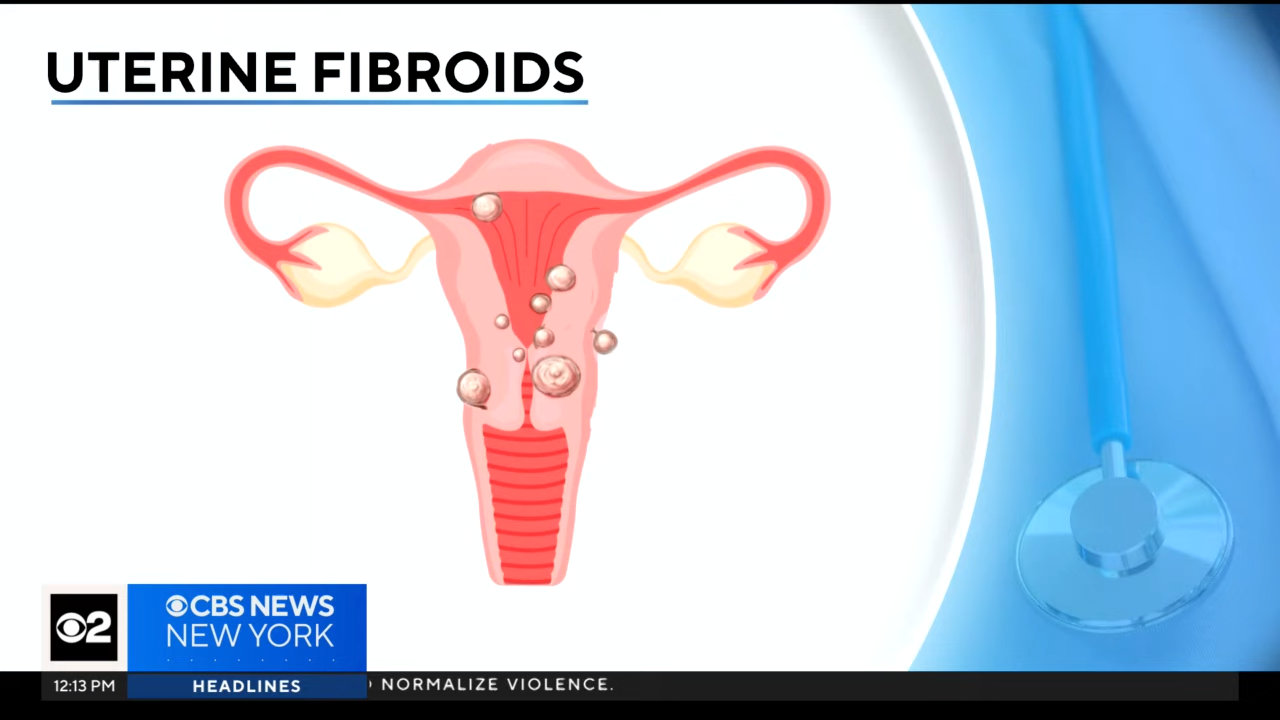 UTERINE FIBROIDS
2
CBS NEWS
NEW YORK
12:13 PM
HEADLINES
NORMALIZE VIOLENCE.